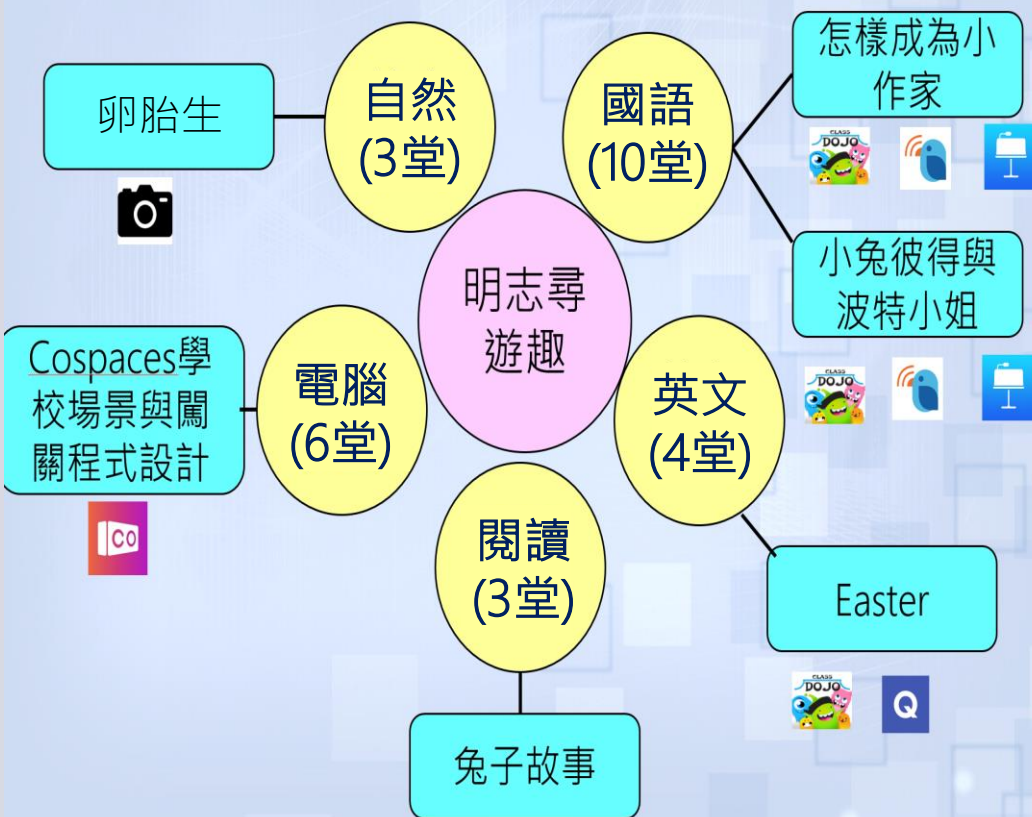 怎樣成為小
作家
卵胎生
自然
(3堂)
國語
(10堂)
CLASS
DOJO
小兔彼得與
波特小姐
明志尋
遊趣
Cospaces學
校場景與闖
關程式設計
電腦
(6堂)
英文
(4堂)
CLASS
DOJO
CO
閱讀
(3堂)
Easter
CLASS
DOJO
Q
兔子故事